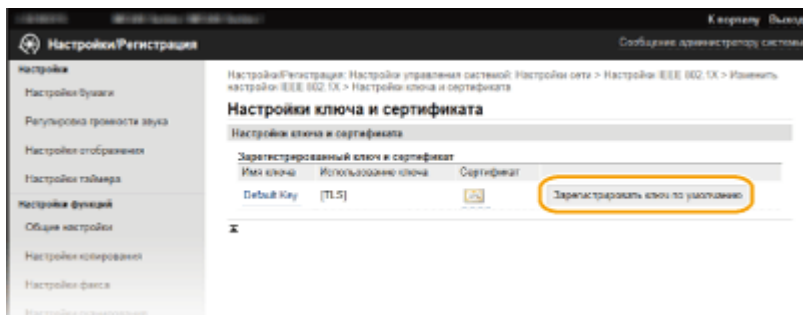 К порталу Выход
Настройки/Регистрация
Сообщение администратору системы
Настройки
Настройки бумаги
Регулировка громкости звука
Настройки отображения
Настройки таймера
Настройки функций
Общие настройки
Настройки копирования
Настройки факса
Настройки/Регистрация: Настройки управления системой: Настройки сети > Настройки IEEE 802.1X > Изменить
настройки IEEE 802.1X > Настройки ключа и сертификата
Настройки ключа и сертификата
Настройки ключа и сертификата
Зарегистрированный ключ и сертификат
Имя ключа Использование ключа Сертификат
Default Key [TLS] Зарегистрировать ключ по умолчанию